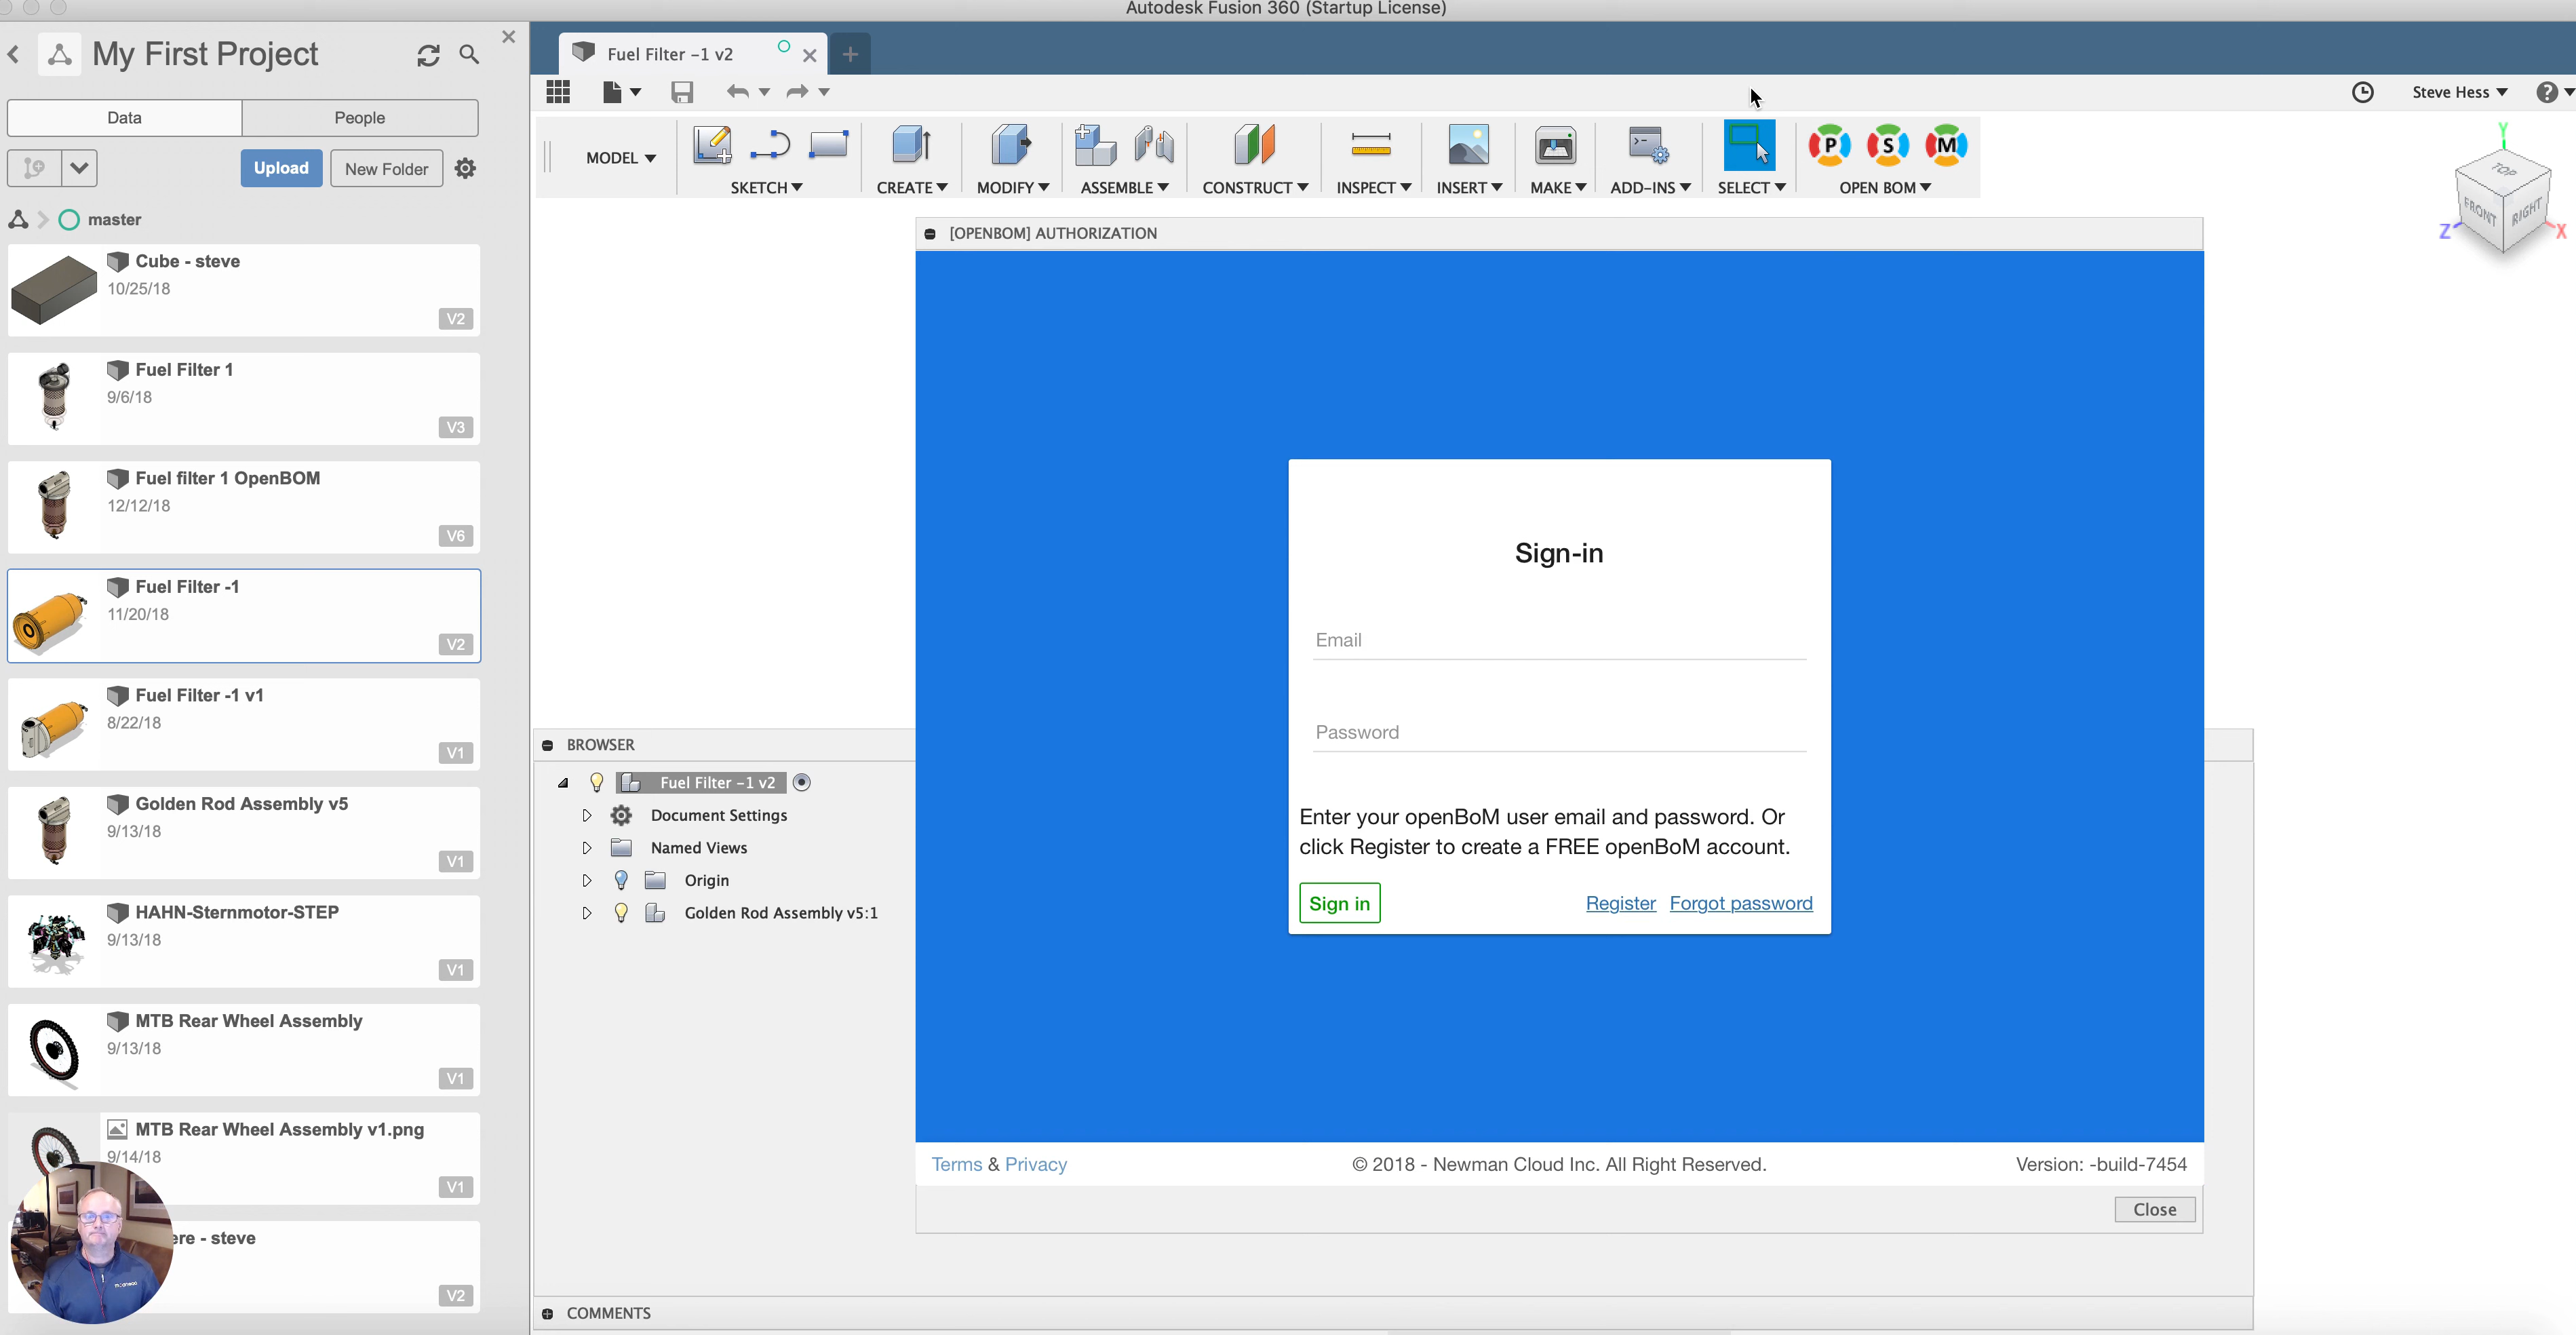 Autodesk Fusion 360 (Startup License)
My First Project
Data
People
Upload
New Folder
master
Cube - steve
10/25/18
V2
Fuel Filter 1
9/6/18
V3
Fuel filter 1 OpenBOM
12/12/18
V6
Fuel Filter -1
11/20/18
V2
Fuel Filter -1 v1
8/22/18
V1
Golden Rod Assembly v5
9/13/18
V1
HAHN-Sternmotor-STEP
9/13/18
V1
MTB Rear Wheel Assembly
9/13/18
V1
MTB Rear Wheel Assembly v1.png
9/14/18
V1
ere - steve
V2
Fuel Filter -1 v2
Steve Hess
?
MODEL
SKETCH
CREATE
MODIFY
ASSEMBLE
CONSTRUCT
INSPECT
INSERT
MAKE
ADD-INS
SELECT
P S M
OPEN BOM
Y
TOP
FRONT
RIGHT
Z
X
[OPENBOM] AUTHORIZATION
Sign-in
Email
Password
Enter your openBoM user email and password. Or
click Register to create a FREE openBoM account.
Sign in
Register Forgot password
Terms & Privacy
© 2018 - Newman Cloud Inc. All Right Reserved.
Version: -build-7454
Close
BROWSER
Fuel Filter -1 v2
Document Settings
Named Views
Origin
Golden Rod Assembly v5:1
COMMENTS